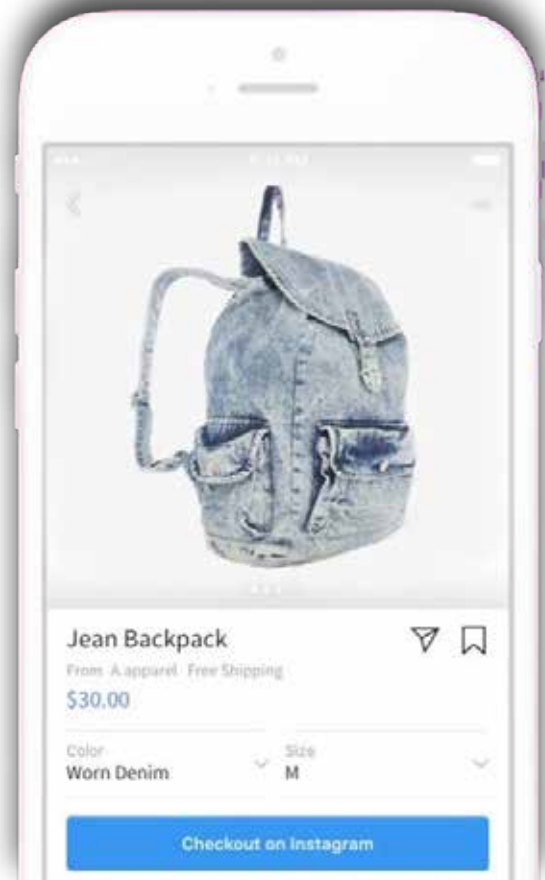 Jean Backpack
From A.apparel Free Shipping
$30.00
Color
Worn Denim
Size
M
Checkout on Instagram